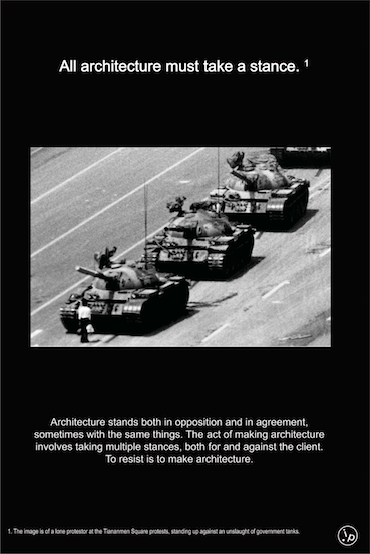 All architecture must take a stance. 1
Architecture stands both in opposition and in agreement,
sometimes with the same things. The act of making architecture
involves taking multiple stances, both for and against the client.
To resist is to make architecture.
1. The image is of a lone protestor at the Tiananmen Square protests, standing up against an unslaught of government tanks.